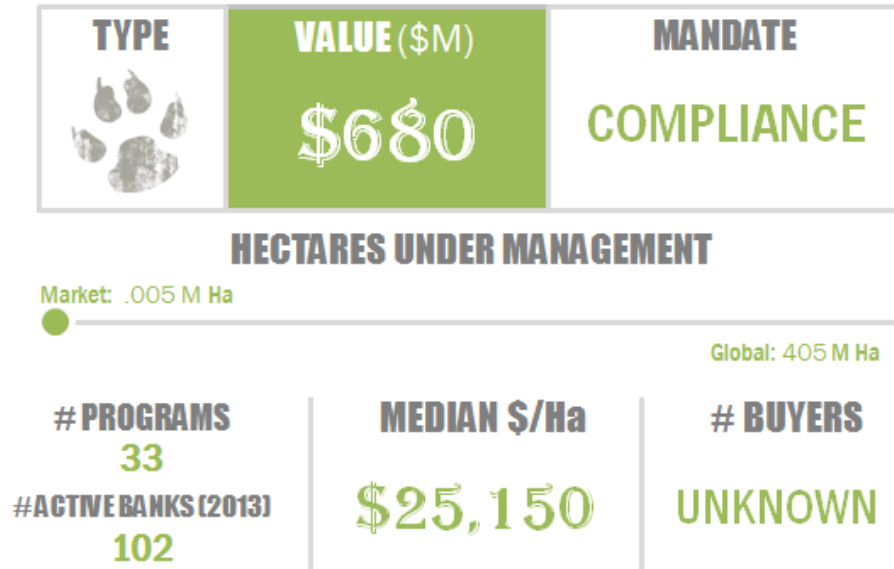 TYPE
VALUE ($M)
MANDATE
$680
COMPLIANCE
HECTARES UNDER MANAGEMENT
Market: .005 M Ha
Global: 405 M Ha
# PROGRAMS
33
#ACTIVE BANKS (2013)
102
MEDIAN $/Ha
$25,150
# BUYERS
UNKNOWN